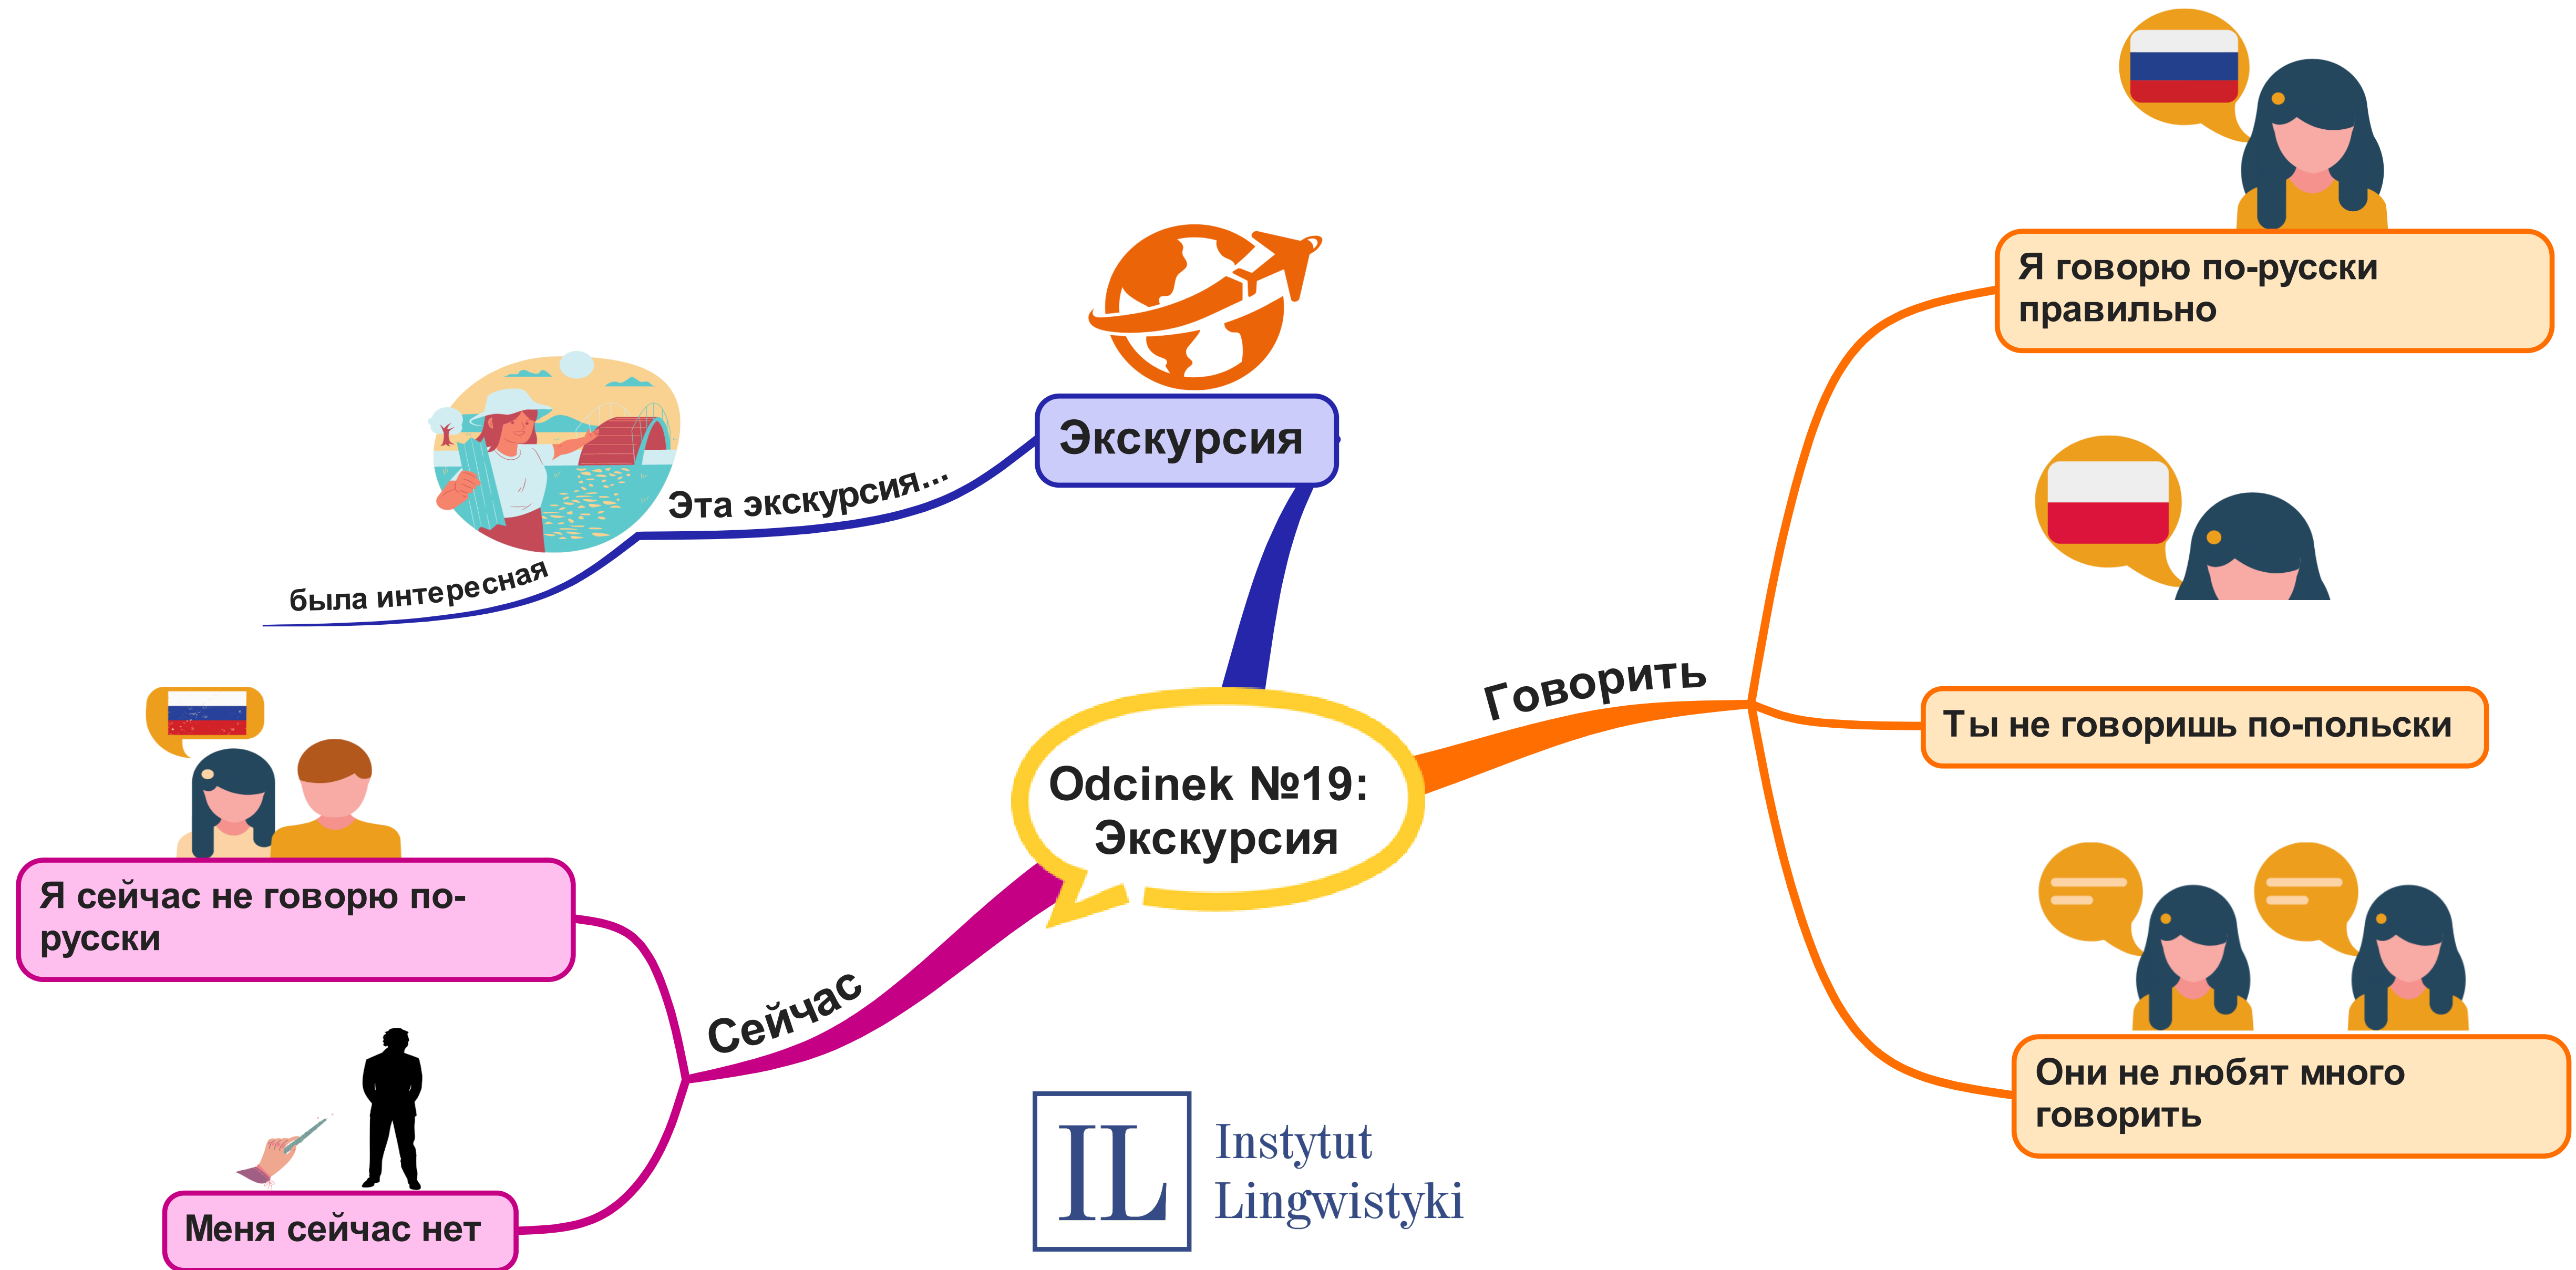 Odcinek №19:
Экскурсия
Экскурсия
Эта экскурсия...
была интересная
Говорить
Я говорю по-русски
правильно
Ты не говоришь по-польски
Они не любят много
говорить
Сейчас
Я сейчас не говорю по-
русски
Меня сейчас нет
IL
Instytut
Lingwistyki